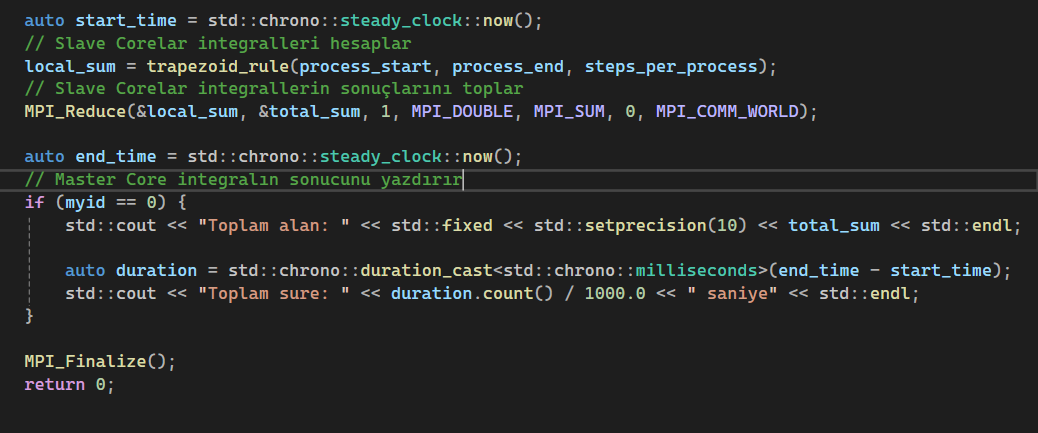 auto start_time = std::chrono::steady_clock::now();
// Slave Corelar integralleri hesaplar
local_sum = trapezoid_rule(process_start, process_end, steps_per_process);
// Slave Corelar integrallerin sonuçlarını toplar
MPI_Reduce(&local_sum, &total_sum, 1, MPI_DOUBLE, MPI_SUM, 0, MPI_COMM_WORLD);
auto end_time = std::chrono::steady_clock::now();
// Master Core integralın sonucunu yazdırır
if (myid == 0) {
    std::cout << "Toplam alan: " << std::fixed << std::setprecision(10) << total_sum << std::endl;
    auto duration = std::chrono::duration_cast<std::chrono::milliseconds>(end_time - start_time);
    std::cout << "Toplam sure: " << duration.count() / 1000.0 << " saniye" << std::endl;
}
MPI_Finalize();
return 0;